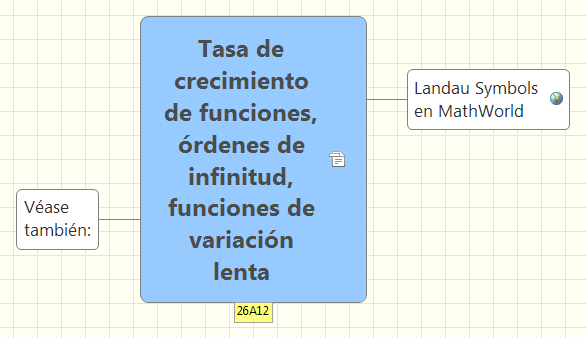 Tasa de
crecimiento
de funciones,
órdenes de
infinitud,
funciones de
variación
lenta
Landau Symbols
en MathWorld
Véase
también:
26A12